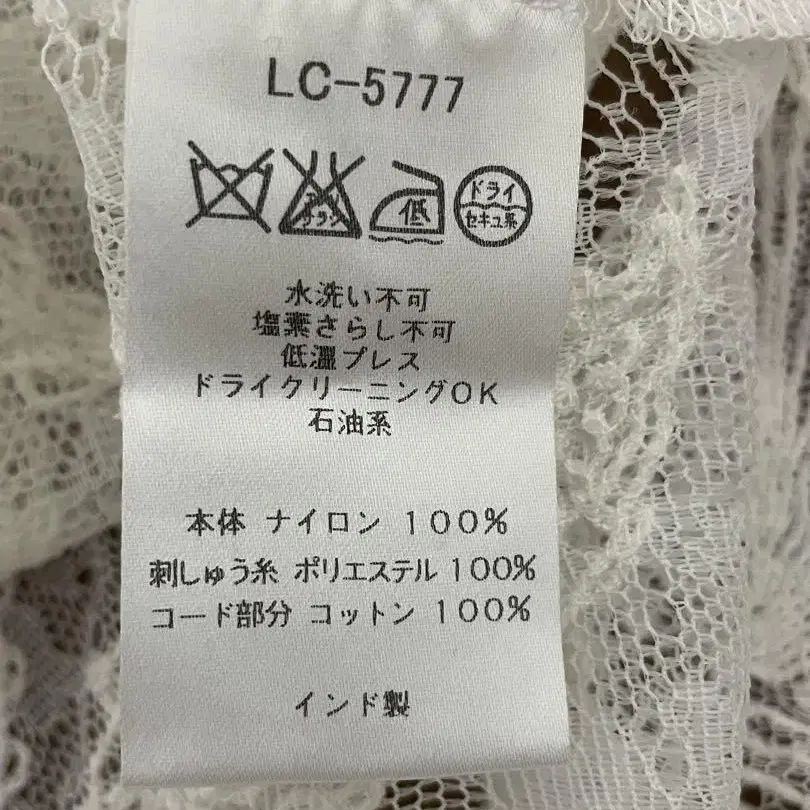 LC-5777
エンソ
サラシ
低
ドライ
セキユ系
水洗い不可
塩素さらし不可
低温プレス
ドライクリーニングOK
石油系
本体 ナイロン 100%
刺しゅう糸 ポリエステル 100%
コード部分 コットン 100%
インド製